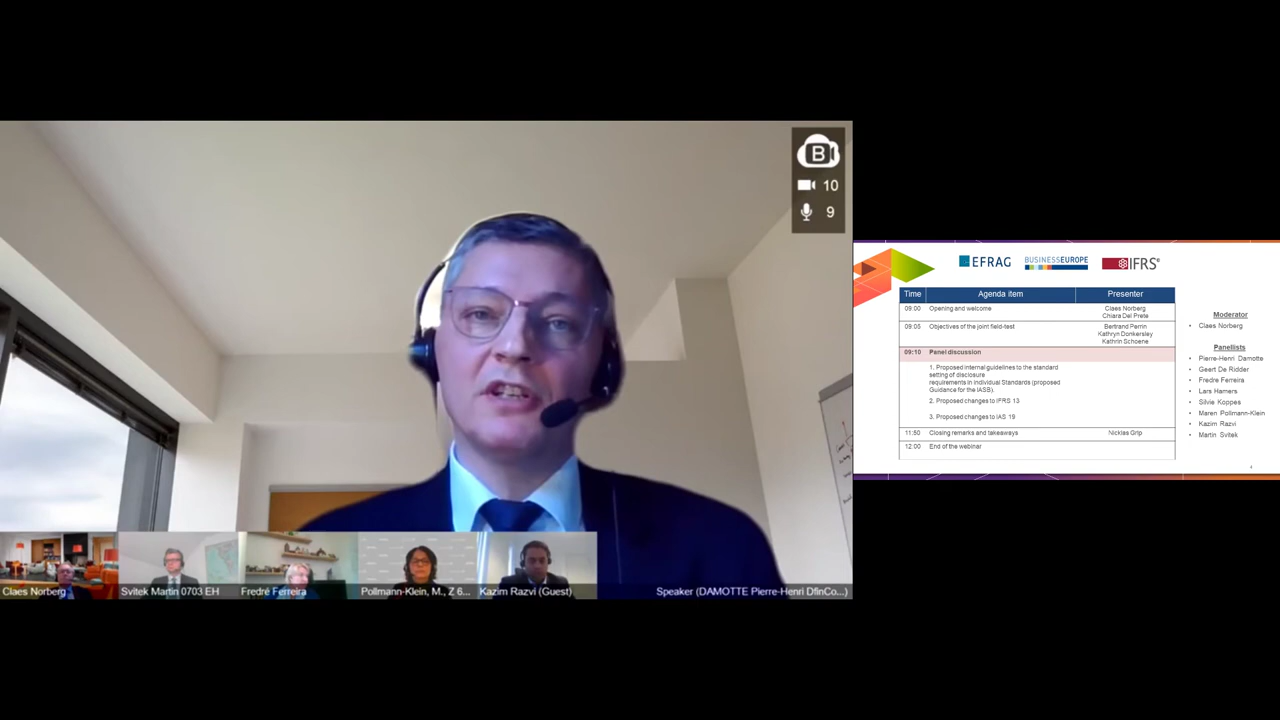 B
10
9
Claes Norberg
Svitek Martin 0703 EH
Fredré Ferreira
Pollmann-Klein, M., Z 6...
Kazim Razvi (Guest)
Speaker (DAMOTTE Pierre-Henri DfinCo...)
EFRAG
BUSINESSEUROPE
IFRS®
Time Agenda item Presenter
09:00 Opening and welcome Claes Norberg
Chiara Del Prete
09:05 Objectives of the joint field-test Bertrand Perrin
Kathryn Donkersley
Kathrin Schoene
09:10 Panel discussion
1. Proposed internal guidelines to the standard
setting of disclosure
requirements in individual Standards (proposed
Guidance for the IASB).
2. Proposed changes to IFRS 13
3. Proposed changes to IAS 19
11:50 Closing remarks and takeaways Nicklas Grip
12:00 End of the webinar
Moderator
• Claes Norberg
Panellists
• Pierre-Henri Damotte
• Geert De Ridder
• Fredre Ferreira
• Lars Hamers
• Silvie Koppes
• Maren Pollmann-Klein
• Kazim Razvi
• Martin Svitek